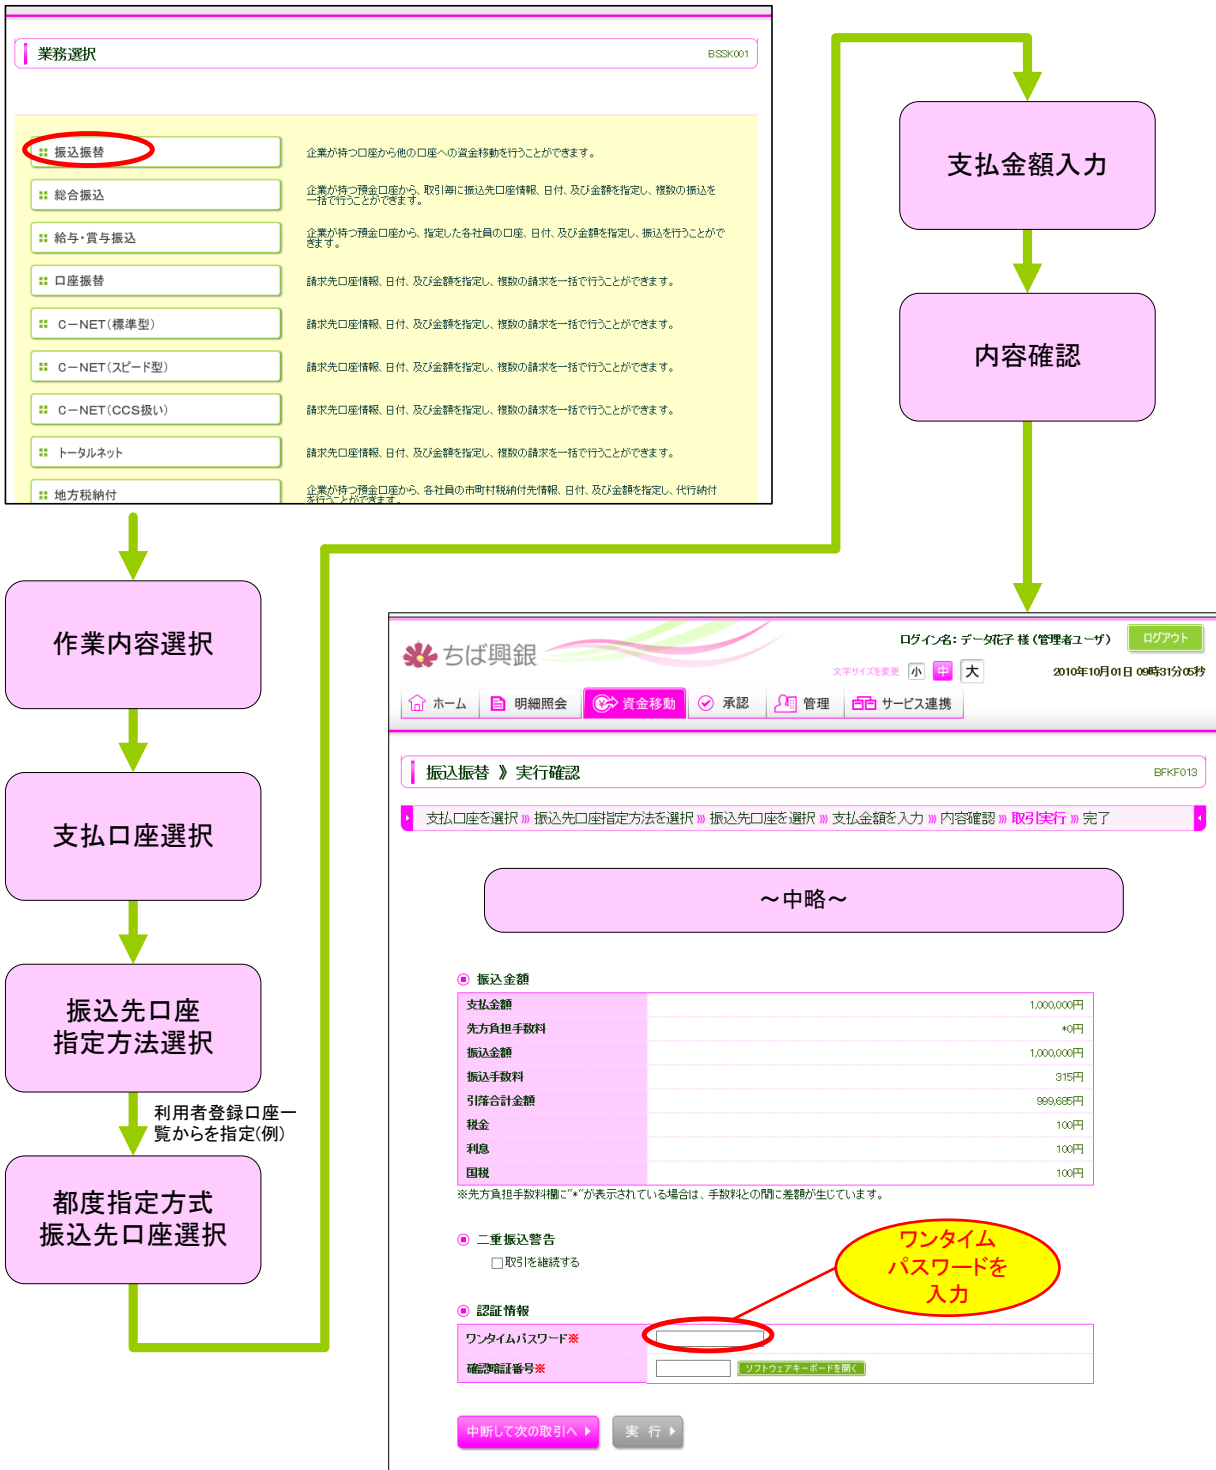 業務選択
BSSK001
振込振替
企業が持つ口座から他の口座への資金移動を行うことができます。
総合振込
企業が持つ預金口座から、取引毎に振込先口座情報、日付、及び金額を指定し、複数の振込を
一括で行うことができます。
給与・賞与振込
企業が持つ預金口座から、指定した各社員の口座、日付、及び金額を指定し、振込を行うことがで
きます。
口座振替
請求先口座情報、日付、及び金額を指定し、複数の請求を一括で行うことができます。
C－NET(標準型)
請求先口座情報、日付、及び金額を指定し、複数の請求を一括で行うことができます。
C－NET(スピード型)
請求先口座情報、日付、及び金額を指定し、複数の請求を一括で行うことができます。
C－NET(CCS扱い)
請求先口座情報、日付、及び金額を指定し、複数の請求を一括で行うことができます。
トータルネット
請求先口座情報、日付、及び金額を指定し、複数の請求を一括で行うことができます。
地方税納付
企業が持つ預金口座から、各社員の市町村税納付先情報、日付、及び金額を指定し、代行納付
を行うことができます。
作業内容選択
支払口座選択
振込先口座
指定方法選択
利用者登録口座一
覧からを指定(例)
都度指定方式
振込先口座選択
支払金額入力
内容確認
ちば興銀
ログイン名：データ花子 様 (管理者ユーザ)
ログアウト
文字サイズを変更 小 中 大
2010年10月01日 09時31分05秒
ホーム 明細照会 資金移動 承認 管理 サービス連携
振込振替 》 実行確認
BFKF013
支払口座を選択 》》 振込先口座指定方法を選択 》》 振込先口座を選択 》》 支払金額を入力 》》 内容確認 》》 取引実行 》》 完了
～中略～
振込金額
支払金額 1,000,000円
先方負担手数料 *0円
振込金額 1,000,000円
振込手数料 315円
引落合計金額 999,685円
税金 100円
利息 100円
国税 100円
※先方負担手数料欄に"*"が表示されている場合は、手数料との間に差額が生じています。
二重振込警告
取引を継続する
ワンタイム
パスワードを
入力
認証情報
ワンタイムパスワード※
確認暗証番号※
ソフトウェアキーボードを開く
中断して次の取引へ
実 行